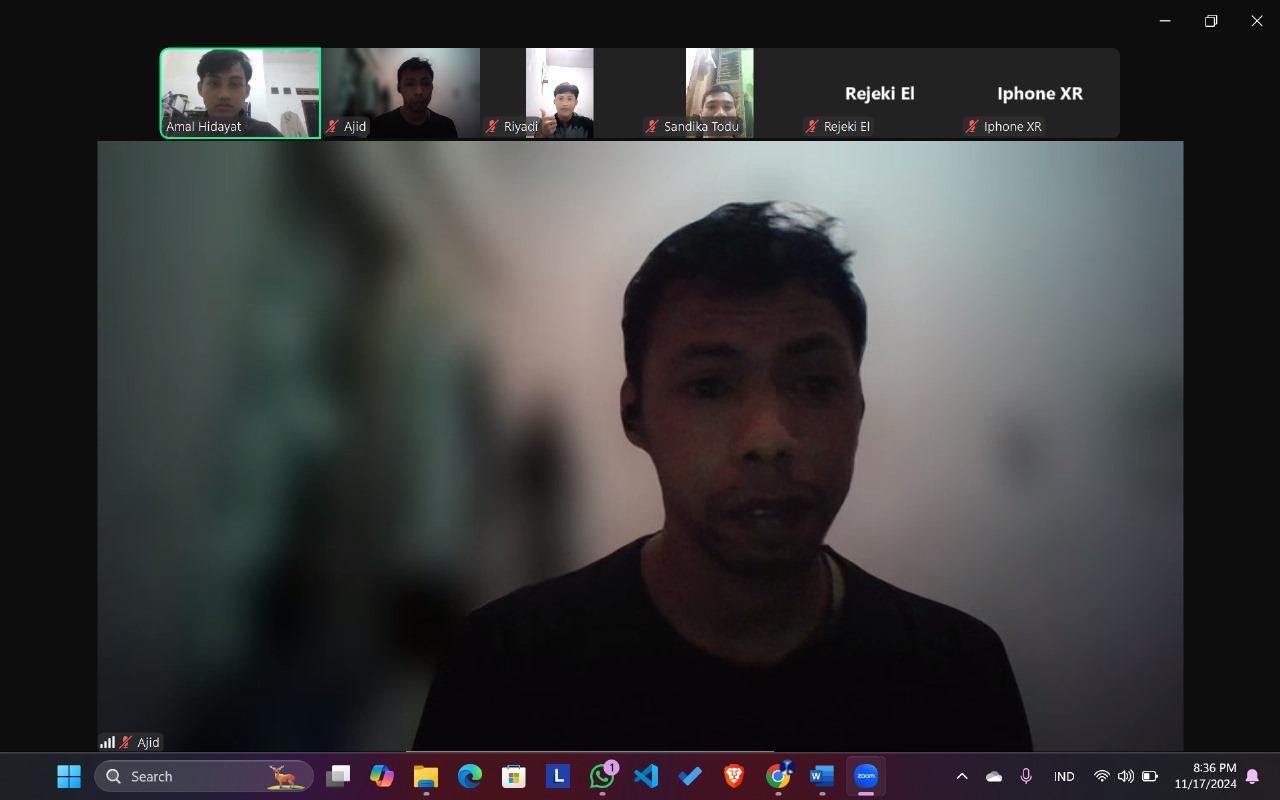 Rejeki El
Iphone XR
Amal Hidayat
Ajid
Riyadi
Sandika Todu
Rejeki El
Iphone XR
Ajid
Search
L
1
W
zoom
IND
8:36 PM
11/17/2024